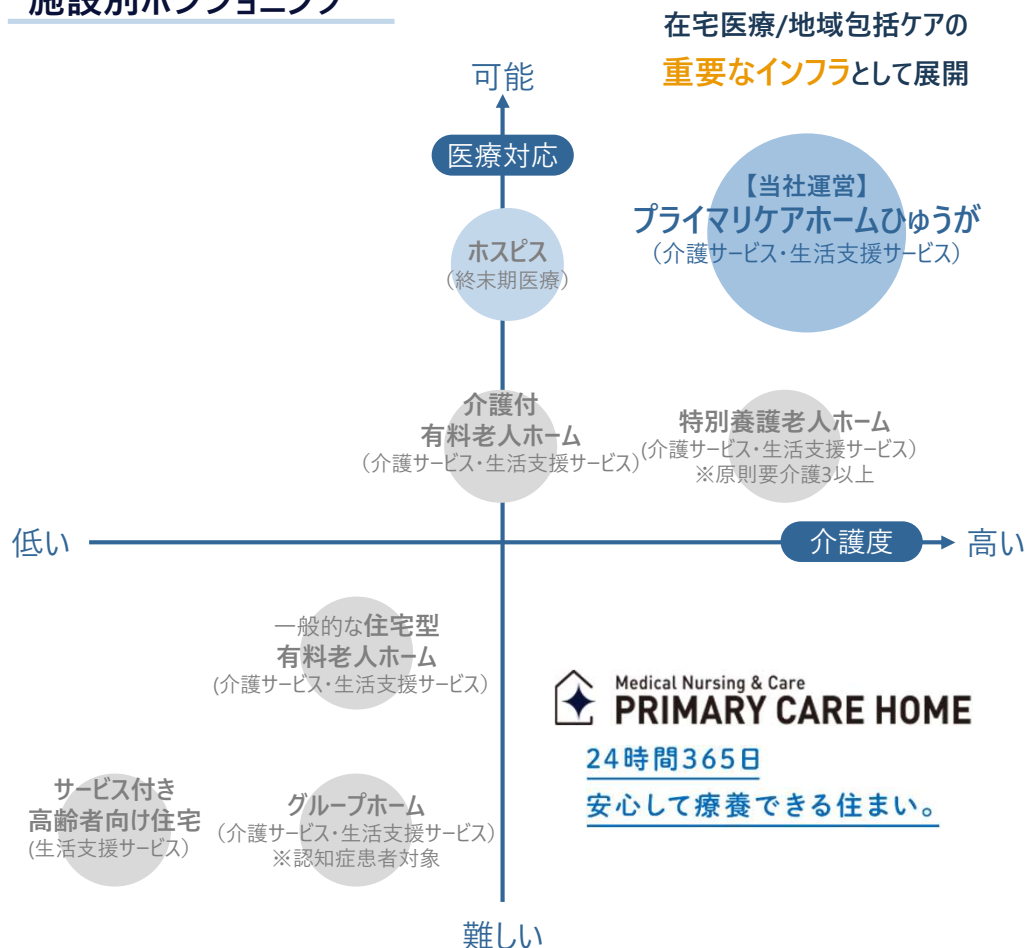 施設別ポジショニング
在宅医療/地域包括ケアの
重要なインフラとして展開
可能
医療対応
【当社運営】
プライマリケアホームひゅうが
（介護サービス・生活支援サービス）
ホスピス
（終末期医療）
介護付
有料老人ホーム
（介護サービス・生活支援サービス）
特別養護老人ホーム
(介護サービス・生活支援サービス）
※原則要介護3以上
低い
介護度
高い
一般的な住宅型
有料老人ホーム
(介護サービス・生活支援サービス）
Medical Nursing & Care
PRIMARY CARE HOME
24時間365日
安心して療養できる住まい。
サービス付き
高齢者向け住宅
(生活支援サービス）
グループホーム
（介護サービス・生活支援サービス）
※認知症患者対象
難しい